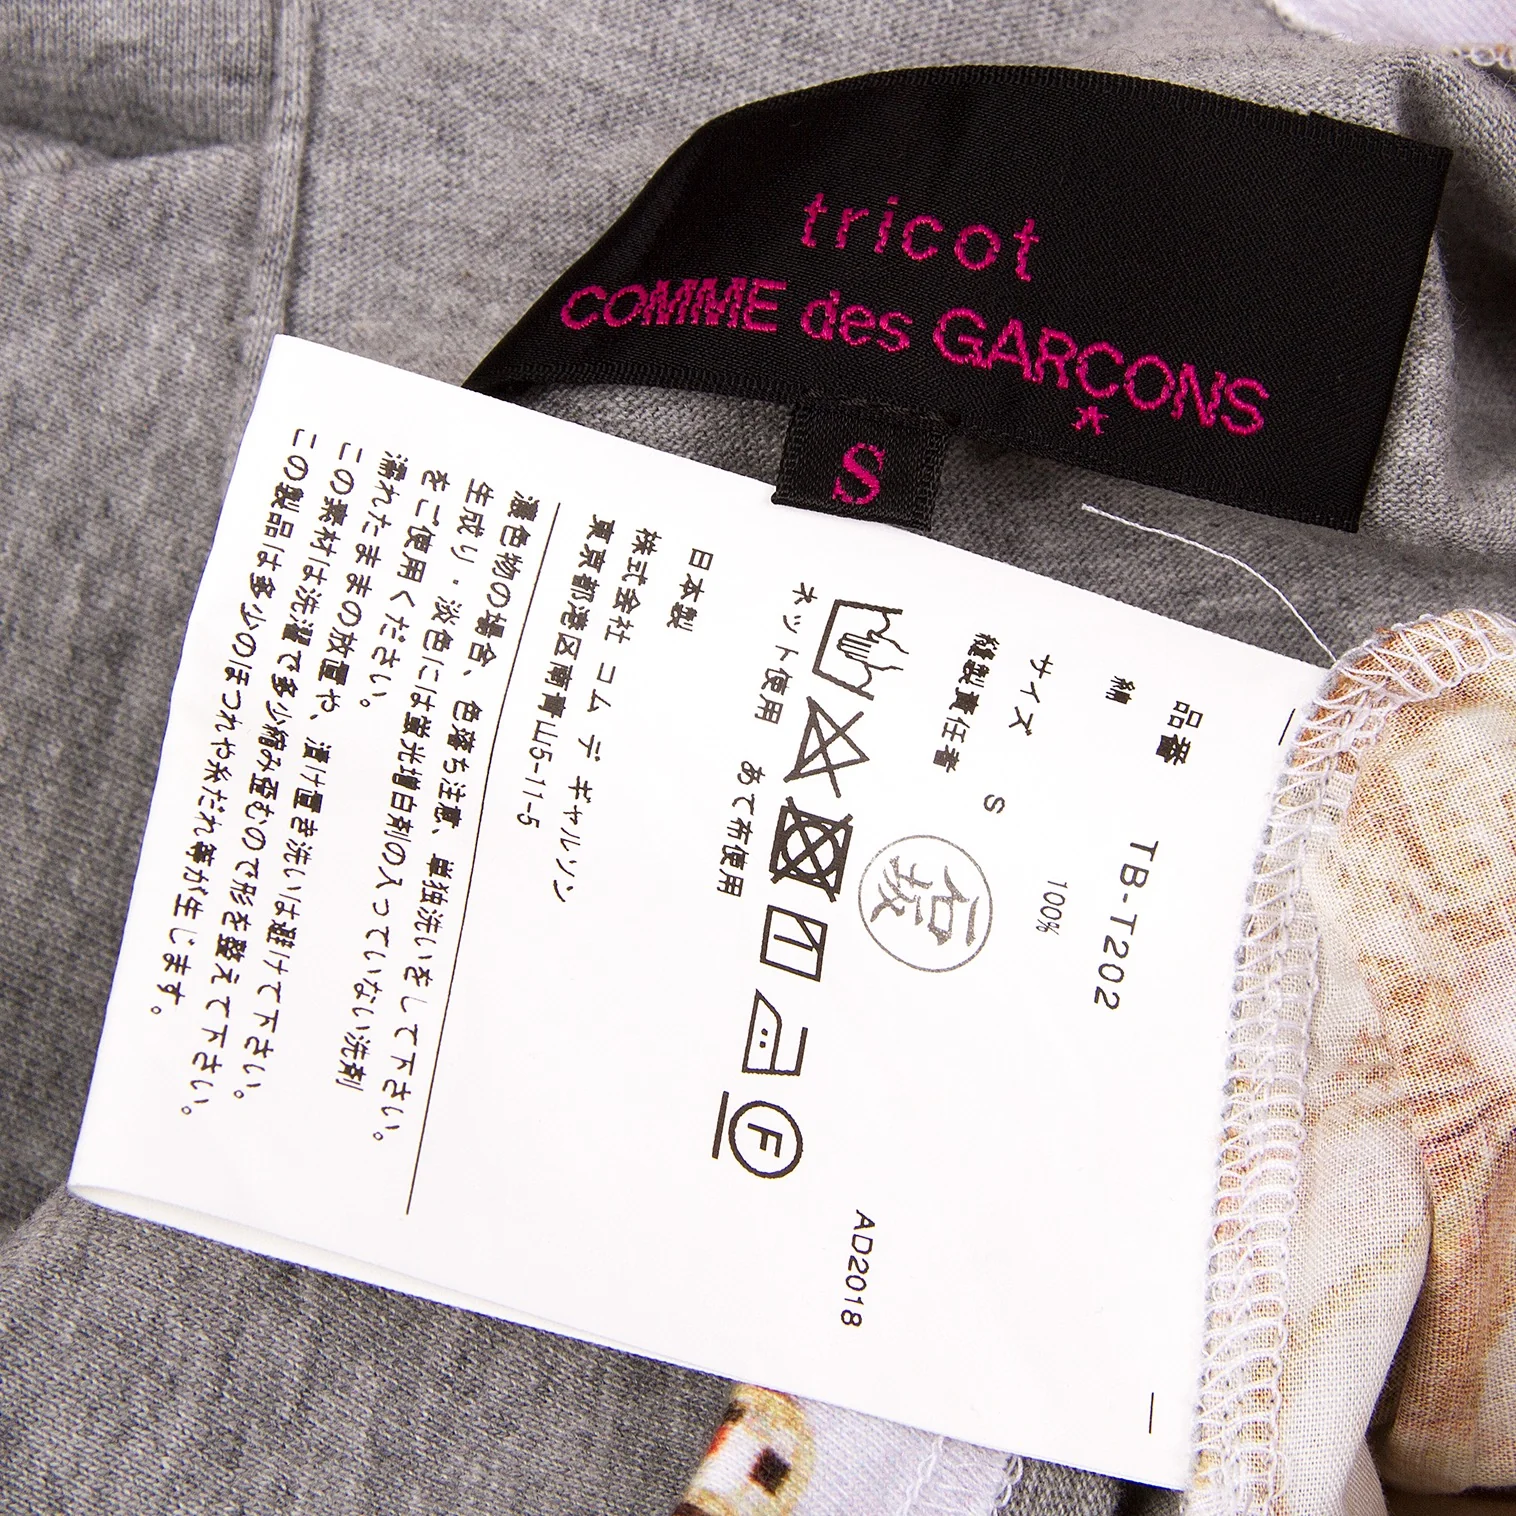 tricot
COMME des GARÇONS
S
品番 TB-T202
綿 100%
サイズ S
縫製責任者
AD2018
ネット使用 あて布使用
日本製
株式会社 コム デ ギャルソン
東京都港区南青山5-11-5
濃色物の場合、色落ち注意、単独洗いをして下さい。
生成り・淡色には蛍光増白剤の入っていない洗剤
をご使用ください。
濡れたままの放置や、漬け置き洗いは避けて下さい。
この素材は洗濯で多少縮み歪むので形を整えて下さい。
この製品は多少のほつれや糸だれ等が生じます。